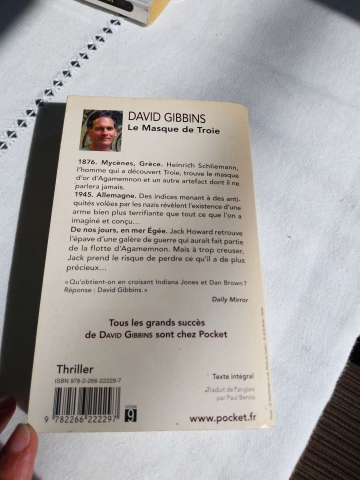 DAVID GIBBINS
Le Masque de Troie
1876. Mycènes, Grèce. Heinrich Schliemann,
l'homme qui a découvert Troie, trouve le masque
d'or d'Agamemnon et un autre artefact dont il ne
parlera jamais.
1945. Allemagne. Des indices menant à des anti-
quités volées par les nazis révèlent l'existence d'une
arme bien plus terrifiante que tout ce que l'on a
imaginé et conçu...
De nos jours, en mer Égée. Jack Howard retrouve
l'épave d'une galère de guerre qui aurait fait partie
de la flotte d'Agamemnon. Mais à trop creuser,
Jack prend le risque de perdre ce qu'il a de plus
précieux...
« Qu'obtient-on en croisant Indiana Jones et Dan Brown ?
Réponse : David Gibbins. »
Daily Mirror
Tous les grands succès
de DAVID GIBBINS sont chez Pocket
Thriller
Texte intégral
ISBN 978-2-266-22229-7
Traduit de l'anglais
par Paul Benita
9 782266 222297
www.pocket.fr